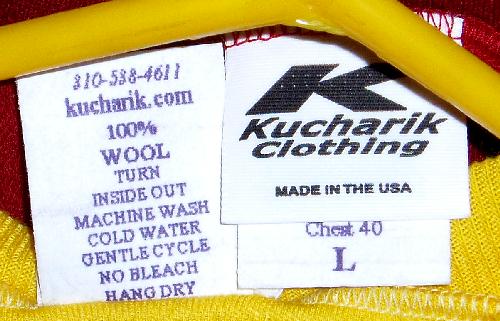 310-538-4611
kucharik.com
100%
WOOL
TURN
INSIDE OUT
MACHINE WASH
COLD WATER
GENTLE CYCLE
NO BLEACH
HANG DRY
K
Kucharik
Clothing
MADE IN THE USA
Chest 40
L